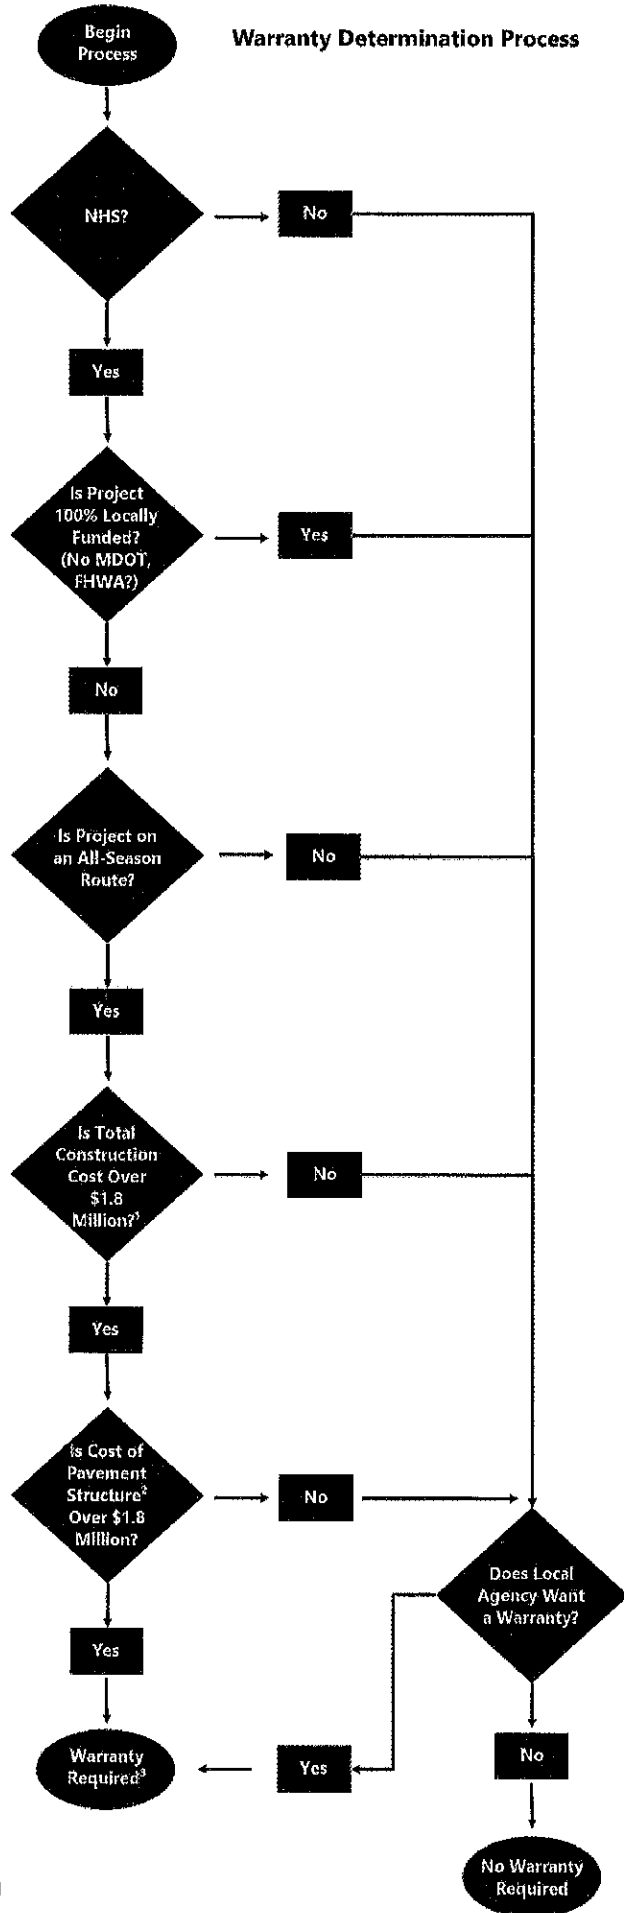 Begin
Process
Warranty Determination Process
NHS?
No
Yes
Is Project
100% Locally
Funded?
(No MDOT,
FHWA?)
Yes
No
Is Project on
an All-Season
Route?
No
Yes
Is Total
Construction
Cost Over
$1.8
Million?¹
No
Yes
Is Cost of
Pavement
Structure²
Over $1.8
Million?
No
Does Local
Agency Want
a Warranty?
Yes
Warranty
Required³
Yes
No
No Warranty
Required